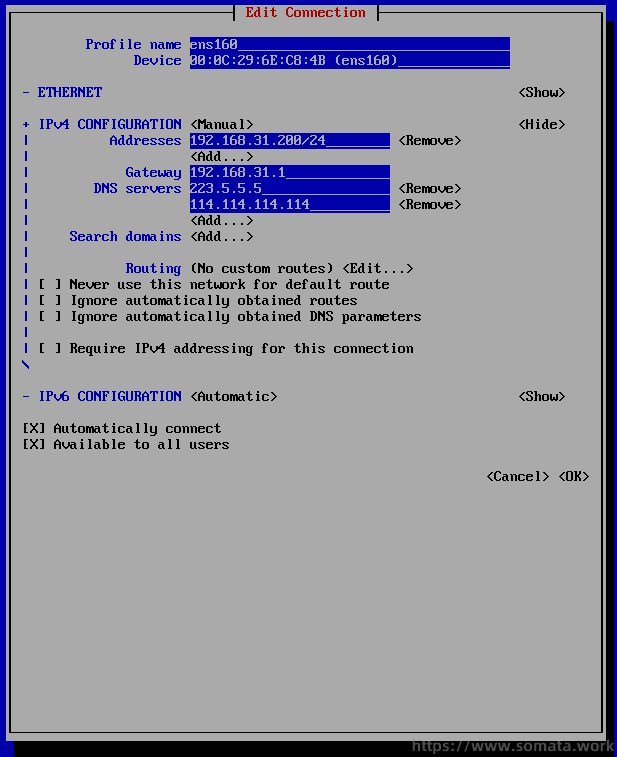 Edit Connection
Profile name ens160
Device 00:0C:29:6E:C8:4B (ens160)
- ETHERNET <Show>
+ IPv4 CONFIGURATION <Manual> <Hide>
Addresses 192.168.31.200/24 <Remove>
<Add...>
Gateway 192.168.31.1
DNS servers 223.5.5.5 <Remove>
114.114.114.114 <Remove>
<Add...>
Search domains <Add...>
Routing (No custom routes) <Edit...>
[ ] Never use this network for default route
[ ] Ignore automatically obtained routes
[ ] Ignore automatically obtained DNS parameters
[ ] Require IPv4 addressing for this connection
- IPv6 CONFIGURATION <Automatic> <Show>
[X] Automatically connect
[X] Available to all users
<Cancel> <OK>
https://www.somata.work